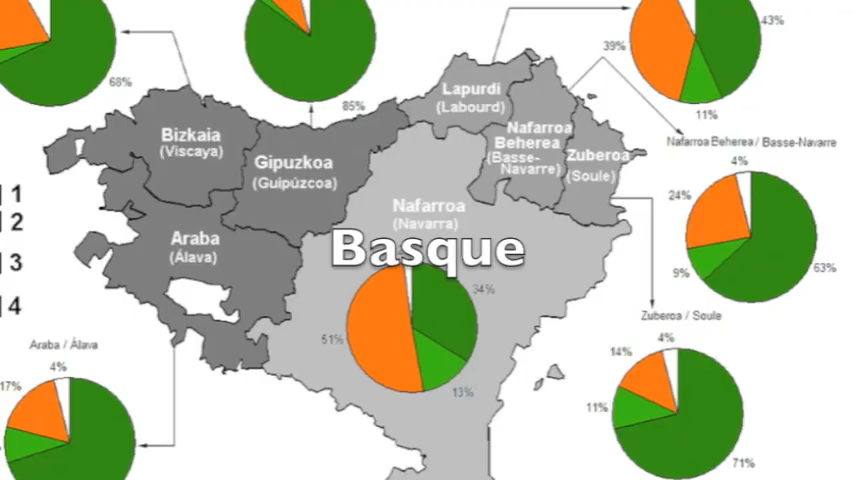 43%
39%
68%
85%
11%
Lapurdi
(Labourd)
Bizkaia
(Viscaya)
Nafarroa
Beherea
(Basse-
Navarre)
Zuberoa
(Soule)
Nafarroa Beherea / Basse-Navarre
4%
24%
9%
63%
Gipuzkoa
(Guipúzcoa)
Nafarroa
(Navarra)
Araba
(Álava)
Basque
34%
51%
13%
1
2
3
4
Zuberoa / Soule
4%
14%
11%
71%
Araba / Álava
4%
17%